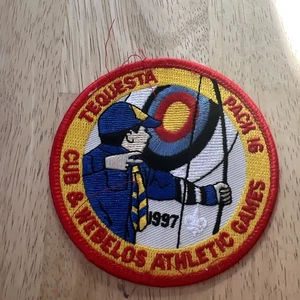 TEQUESTA PACK 16
CUB & WEBELOS ATHLETIC GAMES
1997